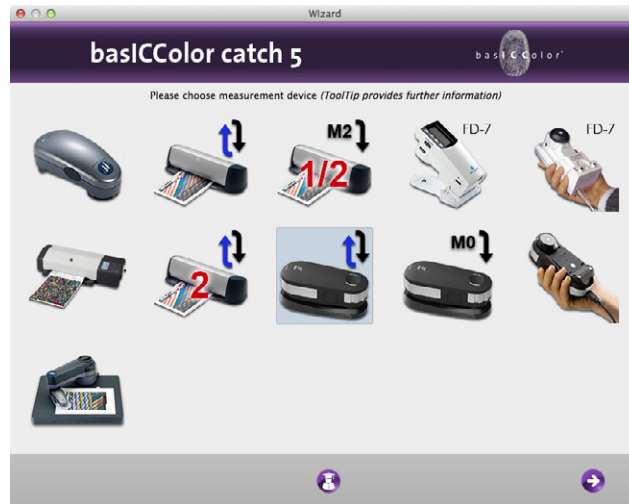 Wizard
basICColor catch 5
basICColor
Please choose measurement device (ToolTip provides further information)
M2
1/2
FD-7
FD-7
2
M0